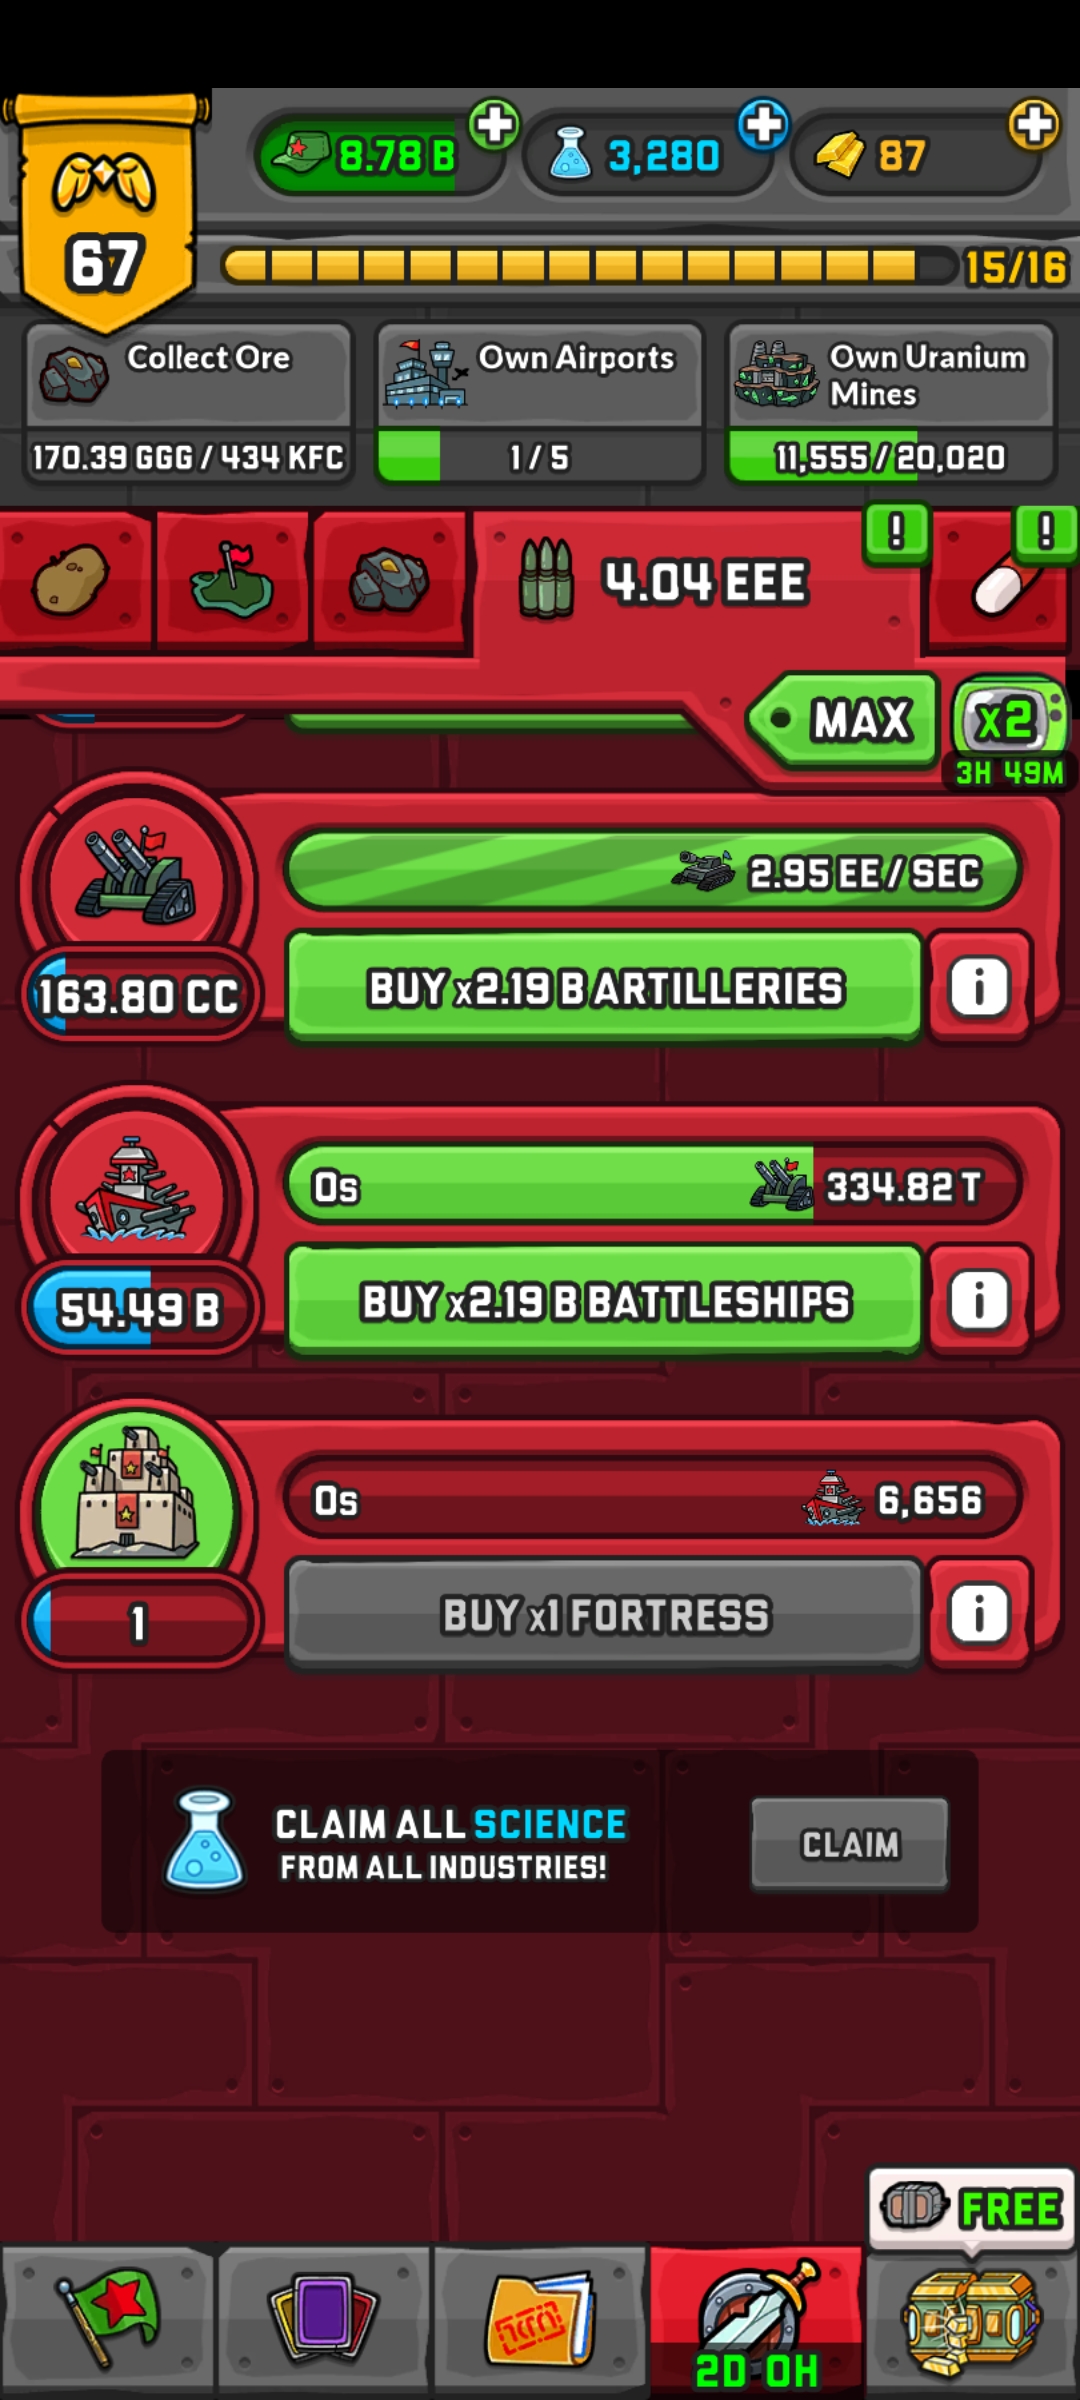 8.78 B
3,280
87
67
15/16
Collect Ore
170.39 GGG / 434 KFC
Own Airports
1 / 5
Own Uranium
Mines
11,555 / 20,020
!
!
4.04 EEE
MAX
x2
3H 49M
2.95 EE / SEC
163.80 CC
BUY x2.19 B ARTILLERIES
i
0s
334.82 T
54.49 B
BUY x2.19 B BATTLESHIPS
i
0s
6,656
1
BUY x1 FORTRESS
i
CLAIM ALL SCIENCE
FROM ALL INDUSTRIES!
CLAIM
FREE
2D 0H